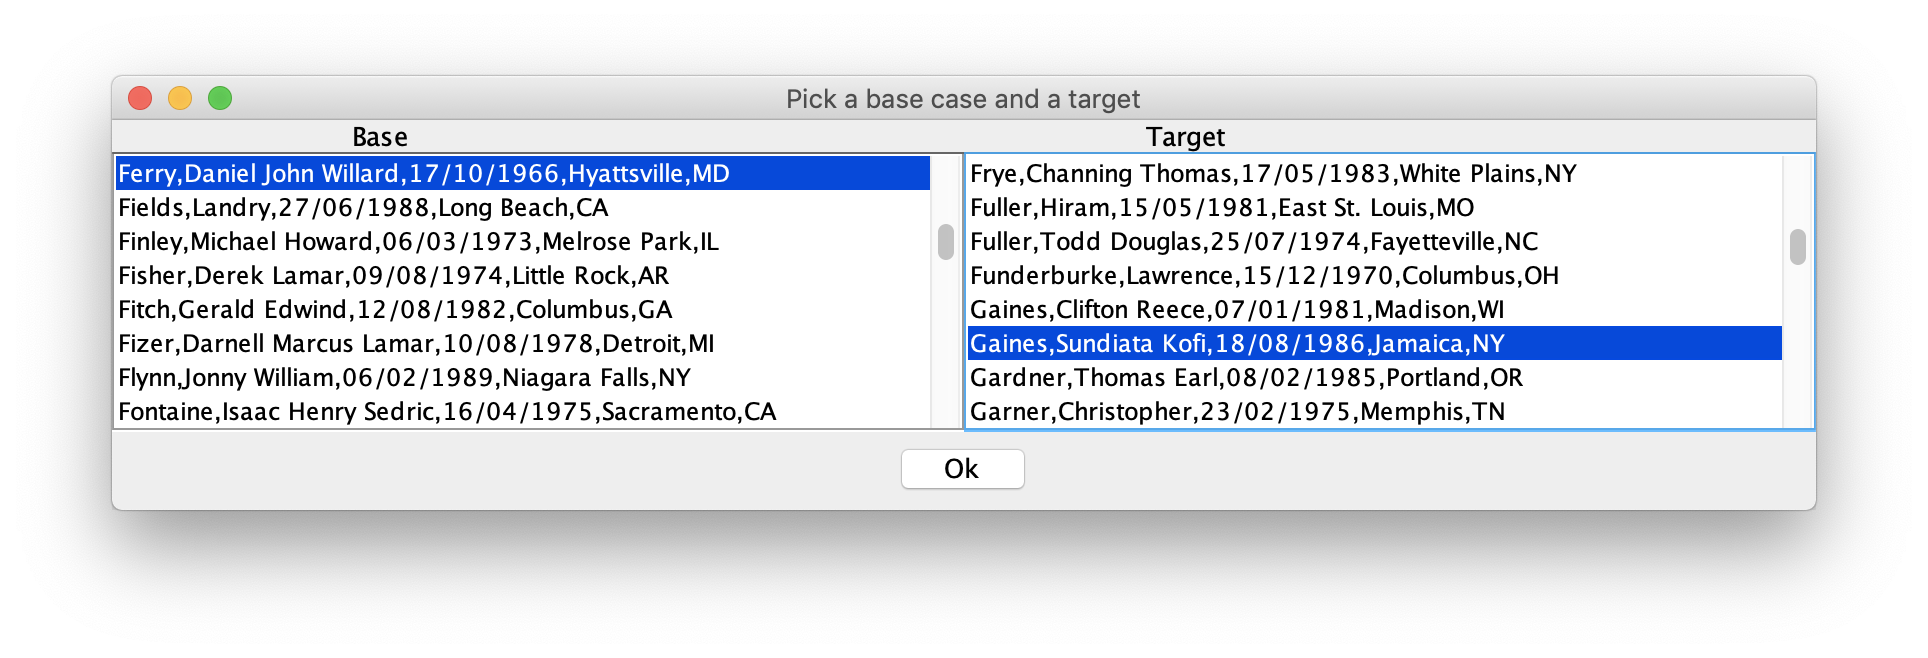 Pick a base case and a target
Base
Target
Ferry,Daniel John Willard,17/10/1966,Hyattsville,MD
Fields,Landry,27/06/1988,Long Beach,CA
Finley,Michael Howard,06/03/1973,Melrose Park,IL
Fisher,Derek Lamar,09/08/1974,Little Rock,AR
Fitch,Gerald Edwind,12/08/1982,Columbus,GA
Fizer,Darnell Marcus Lamar,10/08/1978,Detroit,MI
Flynn,Jonny William,06/02/1989,Niagara Falls,NY
Fontaine,Isaac Henry Sedric,16/04/1975,Sacramento,CA
Frye,Channing Thomas,17/05/1983,White Plains,NY
Fuller,Hiram,15/05/1981,East St. Louis,MO
Fuller,Todd Douglas,25/07/1974,Fayetteville,NC
Funderburke,Lawrence,15/12/1970,Columbus,OH
Gaines,Clifton Reece,07/01/1981,Madison,WI
Gaines,Sundiata Kofi,18/08/1986,Jamaica,NY
Gardner,Thomas Earl,08/02/1985,Portland,OR
Garner,Christopher,23/02/1975,Memphis,TN
Ok